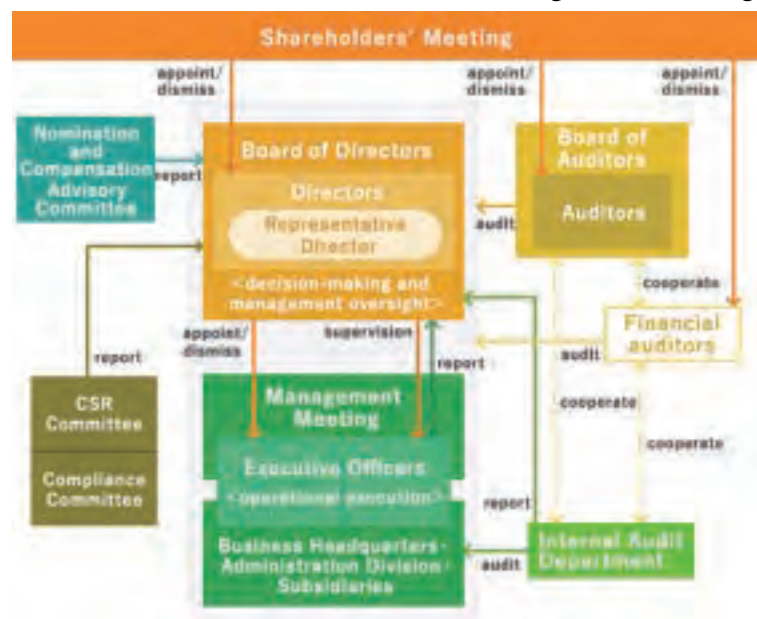 Shareholders' Meeting
appoint/
dismiss
appoint/
dismiss
appoint/
dismiss
Nomination
and
Compensation
Advisory
Committee
report
Board of Directors
Directors
Representative
Director
<decision-making and
management oversight>
Board of
Auditors
Auditors
audit
cooperate
Financial
auditors
audit
appoint/
dismiss
supervision
report
report
cooperate
cooperate
CSR
Committee
Compliance
Committee
Management
Meeting
Executive Officers
<operational execution>
Business Headquarters·
Administration Division·
Subsidiaries
report
audit
Internal Audit
Department